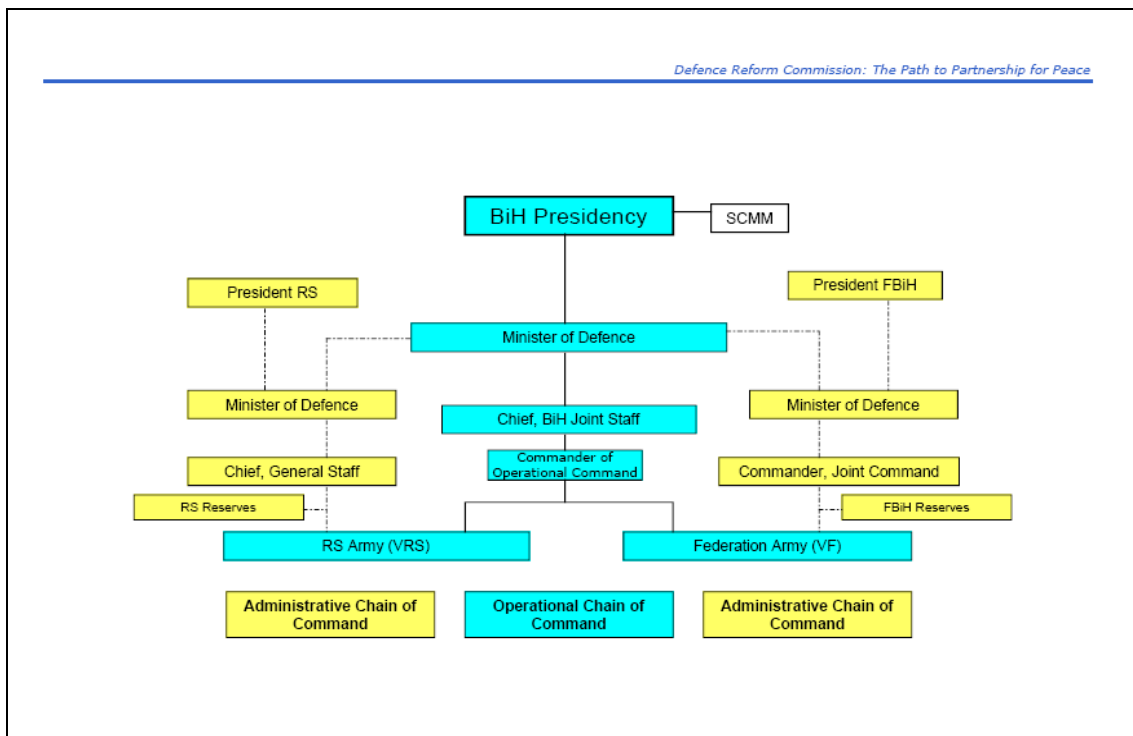 Defence Reform Commission: The Path to Partnership for Peace
BiH Presidency
SCMM
President RS
President FBiH
Minister of Defence
Minister of Defence
Minister of Defence
Chief, BiH Joint Staff
Chief, General Staff
Commander of
Operational Command
Commander, Joint Command
RS Reserves
FBiH Reserves
RS Army (VRS)
Federation Army (VF)
Administrative Chain of
Command
Operational Chain of
Command
Administrative Chain of
Command